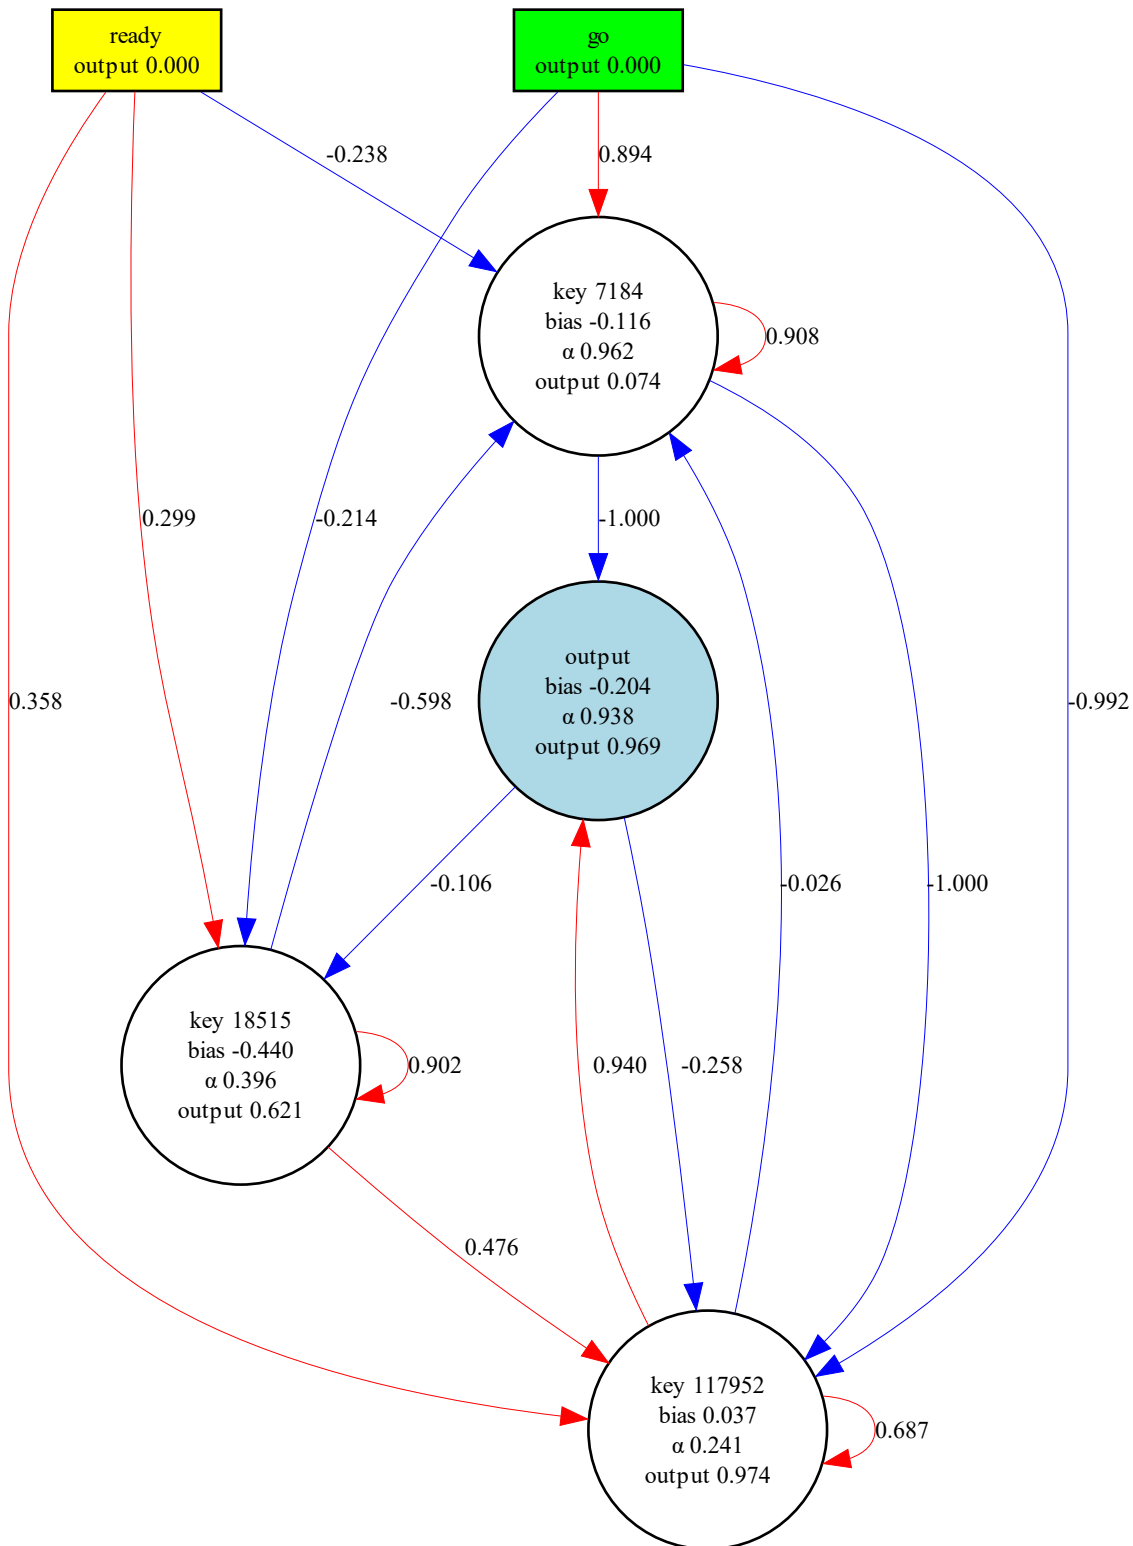 ready
output 0.000
go
output 0.000
-0.238
0.894
key 7184
bias -0.116
α 0.962
output 0.074
0.908
0.299
-0.214
-1.000
output
bias -0.204
α 0.938
output 0.969
0.358
-0.598
-0.992
-0.106
-0.026
-1.000
key 18515
bias -0.440
α 0.396
output 0.621
0.902
0.940
-0.258
0.476
key 117952
bias 0.037
α 0.241
output 0.974
0.687